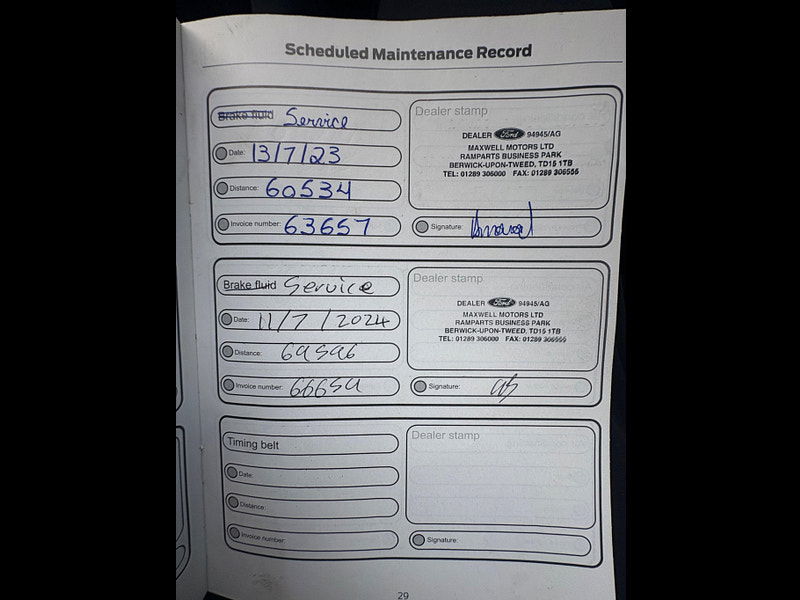 Scheduled Maintenance Record
Brake fluid Service
Date: 13/7/23
Distance: 60534
Invoice number: 63657
Dealer stamp
DEALER Ford 94945/AG
MAXWELL MOTORS LTD
RAMPARTS BUSINESS PARK
BERWICK-UPON-TWEED, TD15 1TB
TEL: 01289 306000 FAX: 01289 306555
Signature:
Brake fluid Service
Date: 11/7/2024
Distance: 69596
Invoice number: 66659
Dealer stamp
DEALER Ford 94945/AG
MAXWELL MOTORS LTD
RAMPARTS BUSINESS PARK
BERWICK-UPON-TWEED, TD15 1TB
TEL: 01289 306000 FAX: 01289 306555
Signature:
Timing belt
Date:
Distance:
Invoice number:
Dealer stamp
Signature:
29